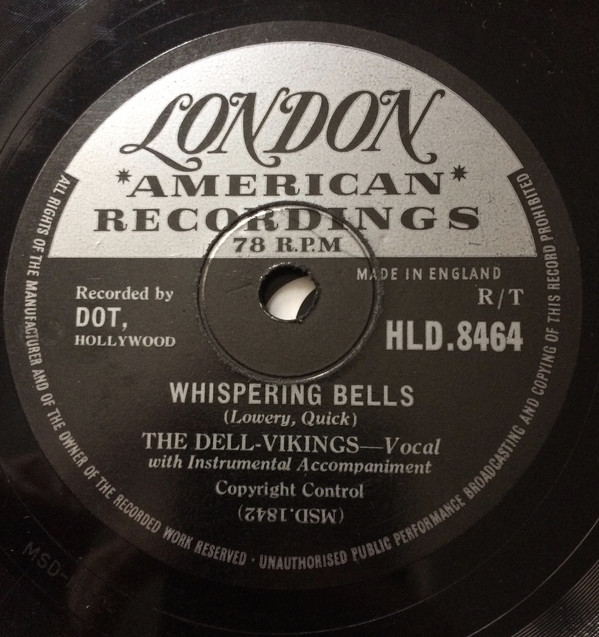 LONDON
*AMERICAN*
RECORDINGS
78 R.P.M
MADE IN ENGLAND
Recorded by
DOT,
HOLLYWOOD
R/T
HLD.8464
WHISPERING BELLS
(Lowery, Quick)
THE DELL-VIKINGS—Vocal
with Instrumental Accompaniment
Copyright Control
(MSD.1842)
ALL RIGHTS OF THE MANUFACTURER AND OF THE OWNER OF THE RECORDED WORK RESERVED · UNAUTHORISED PUBLIC PERFORMANCE BROADCASTING AND COPYING OF THIS RECORD PROHIBITED
MSD-